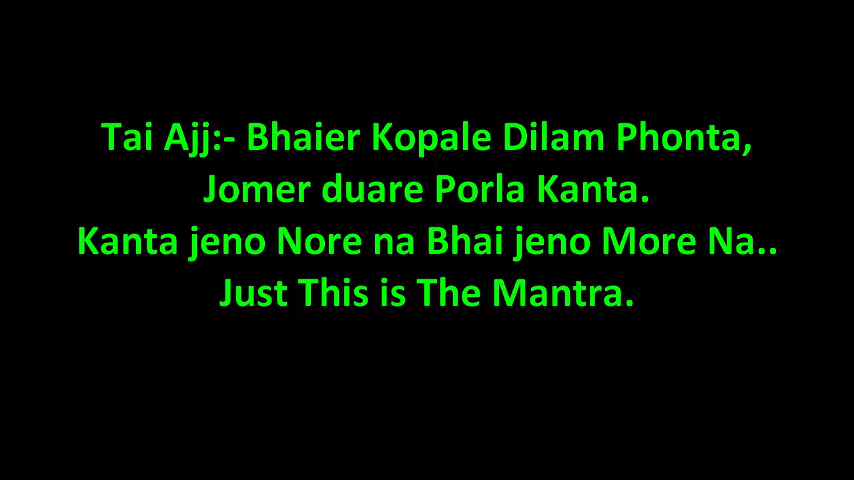 Tai Ajj:- Bhaier Kopale Dilam Phonta,
Jomer duare Porla Kanta.
Kanta jeno Nore na Bhai jeno More Na..
Just This is The Mantra.